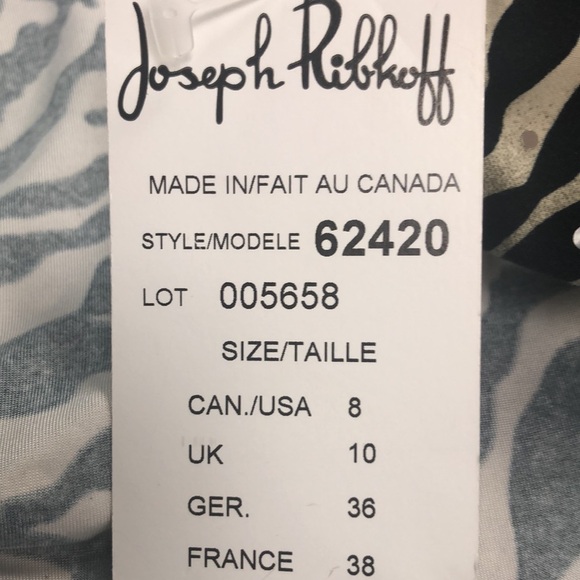 Joseph Ribkoff
MADE IN/FAIT AU CANADA
STYLE/MODELE 62420
LOT 005658
SIZE/TAILLE
CAN./USA 8
UK 10
GER. 36
FRANCE 38